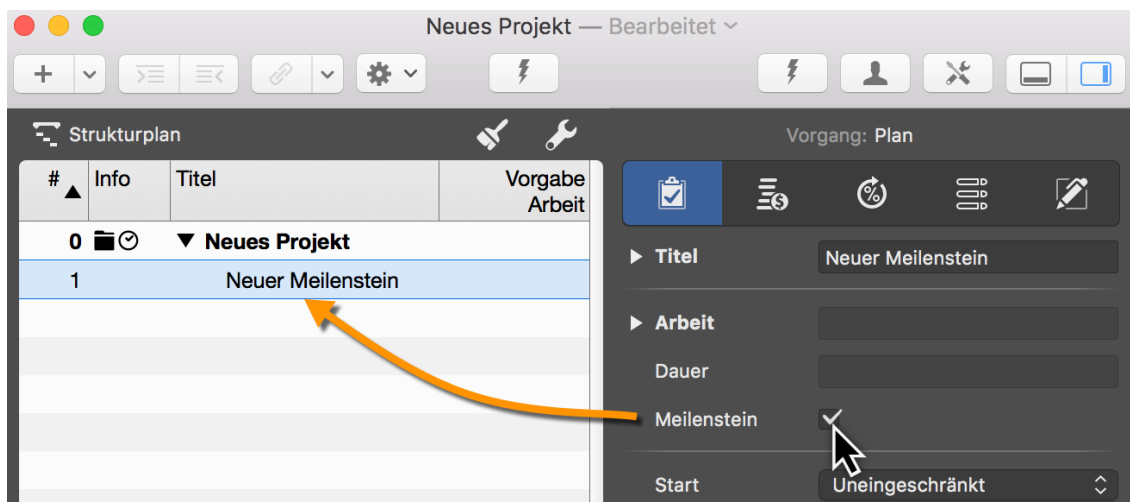 Neues Projekt — Bearbeitet
Strukturplan
Vorgang: Plan
# Info Titel Vorgabe Arbeit
0 Neues Projekt
1 Neuer Meilenstein
Titel Neuer Meilenstein
Arbeit
Dauer
Meilenstein
Start Uneingeschränkt